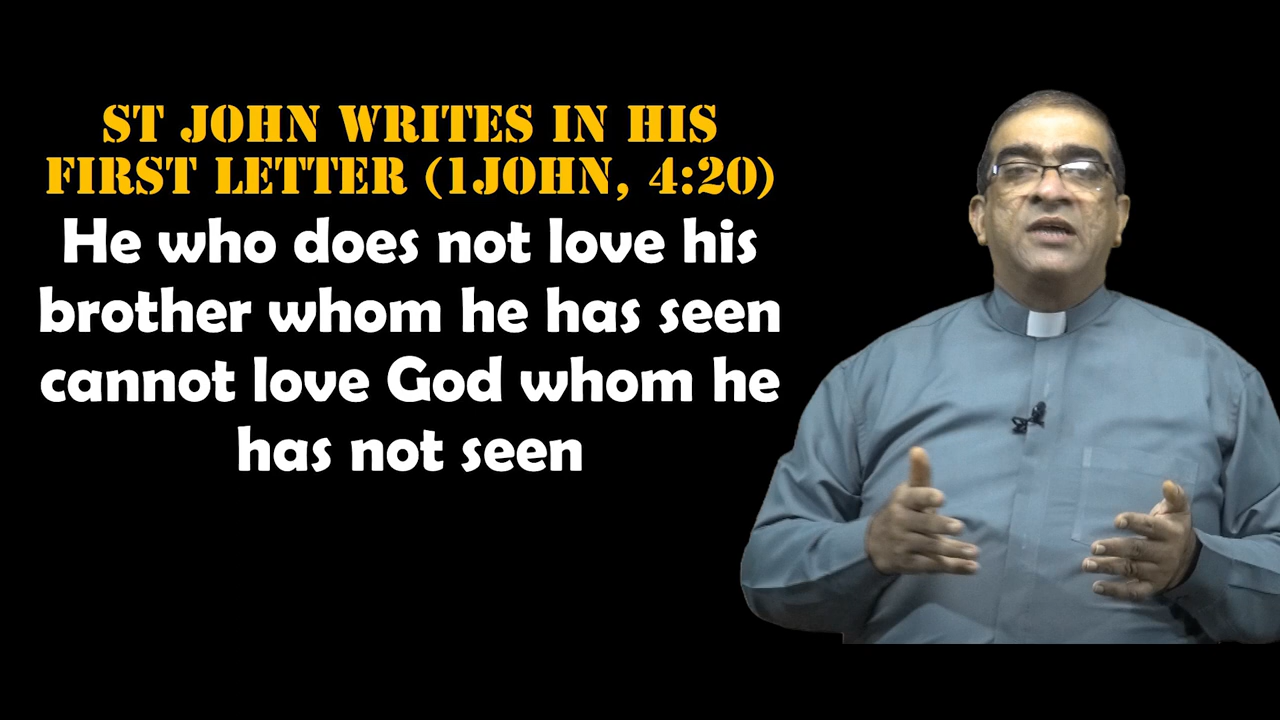 ST JOHN WRITES IN HIS
FIRST LETTER (1JOHN, 4:20)
He who does not love his
brother whom he has seen
cannot love God whom he
has not seen